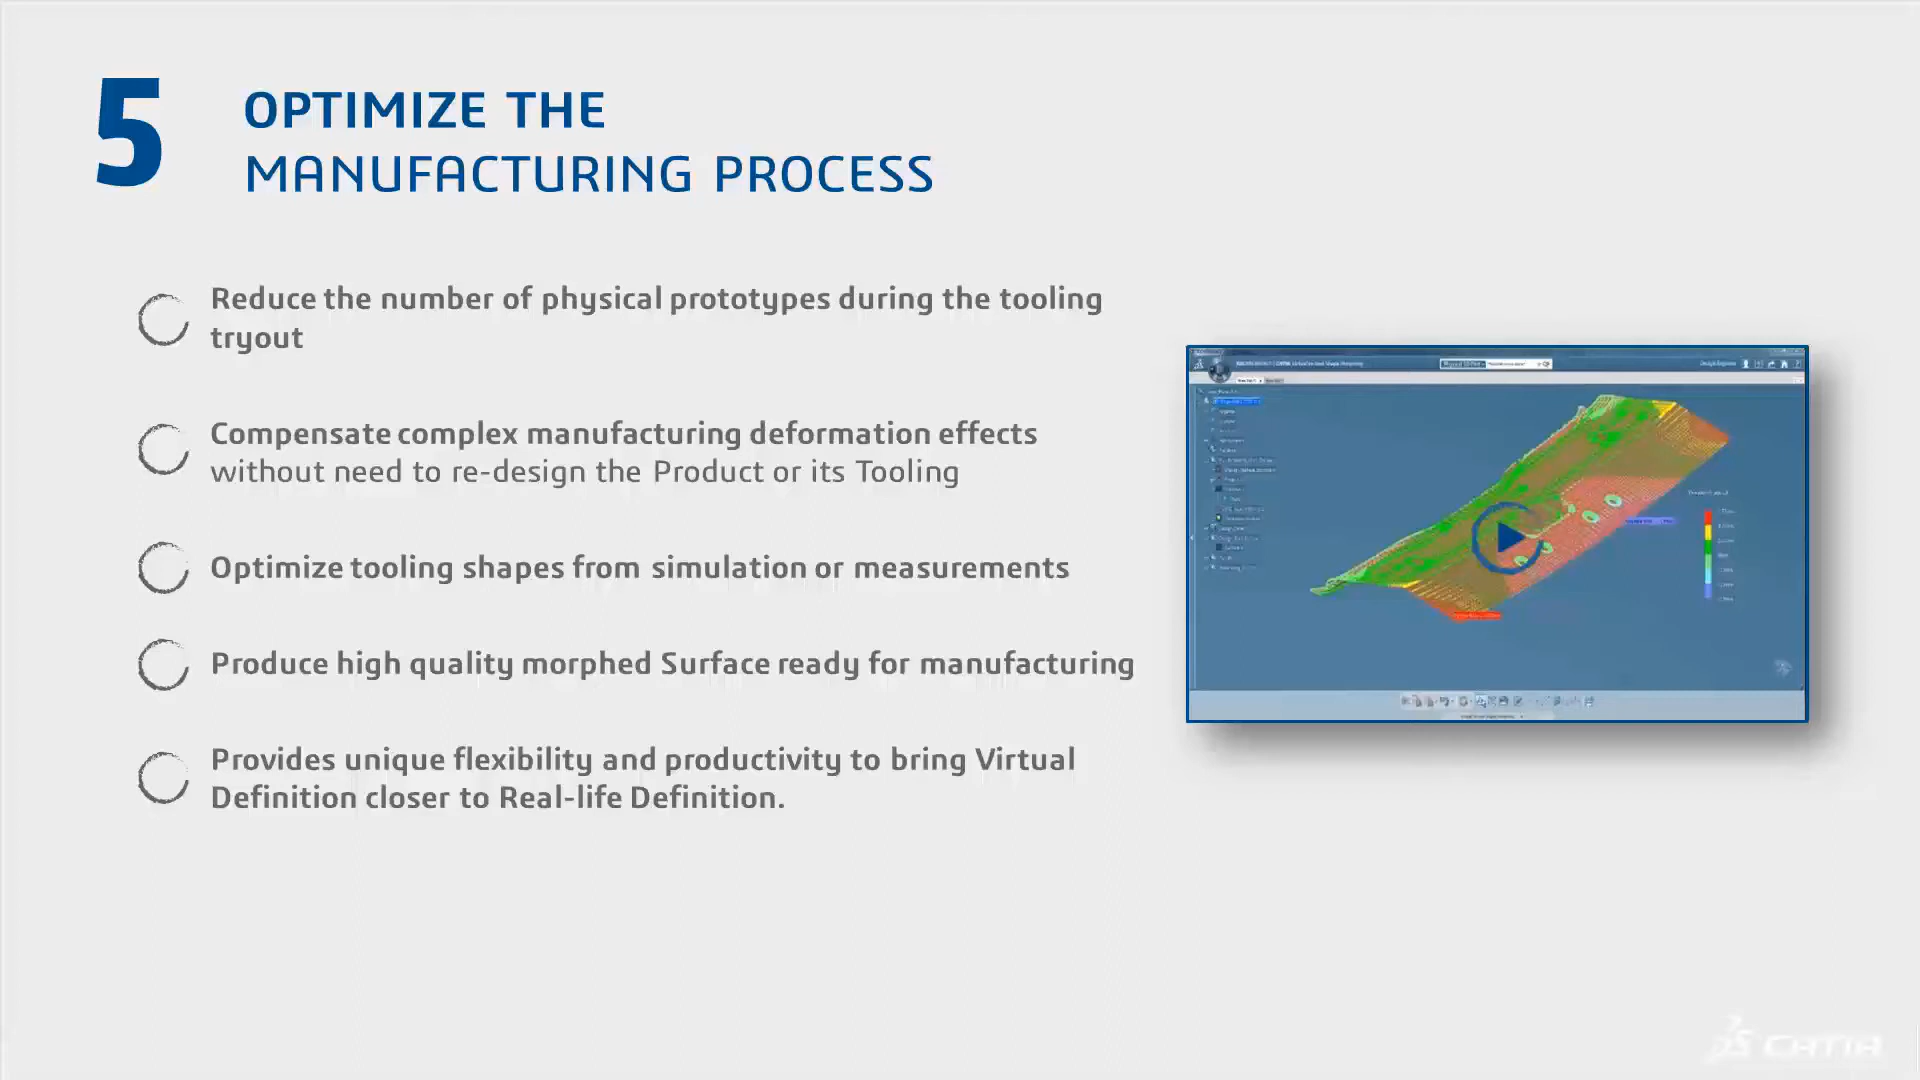 5
OPTIMIZE THE
MANUFACTURING PROCESS
Reduce the number of physical prototypes during the tooling
tryout
Compensate complex manufacturing deformation effects
without need to re-design the Product or its Tooling
Optimize tooling shapes from simulation or measurements
Produce high quality morphed Surface ready for manufacturing
Provides unique flexibility and productivity to bring Virtual
Definition closer to Real-life Definition.
CATIA